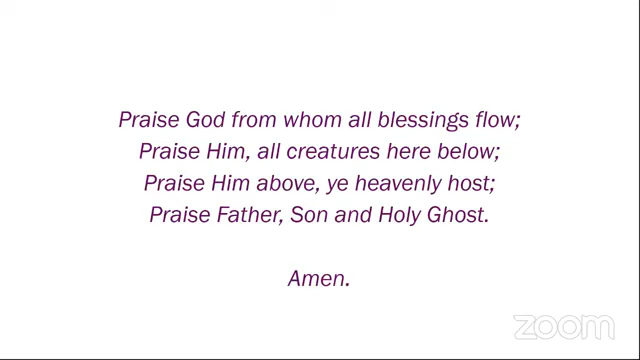 Praise God from whom all blessings flow;
Praise Him, all creatures here below;
Praise Him above, ye heavenly host;
Praise Father, Son and Holy Ghost.
Amen.
zoom